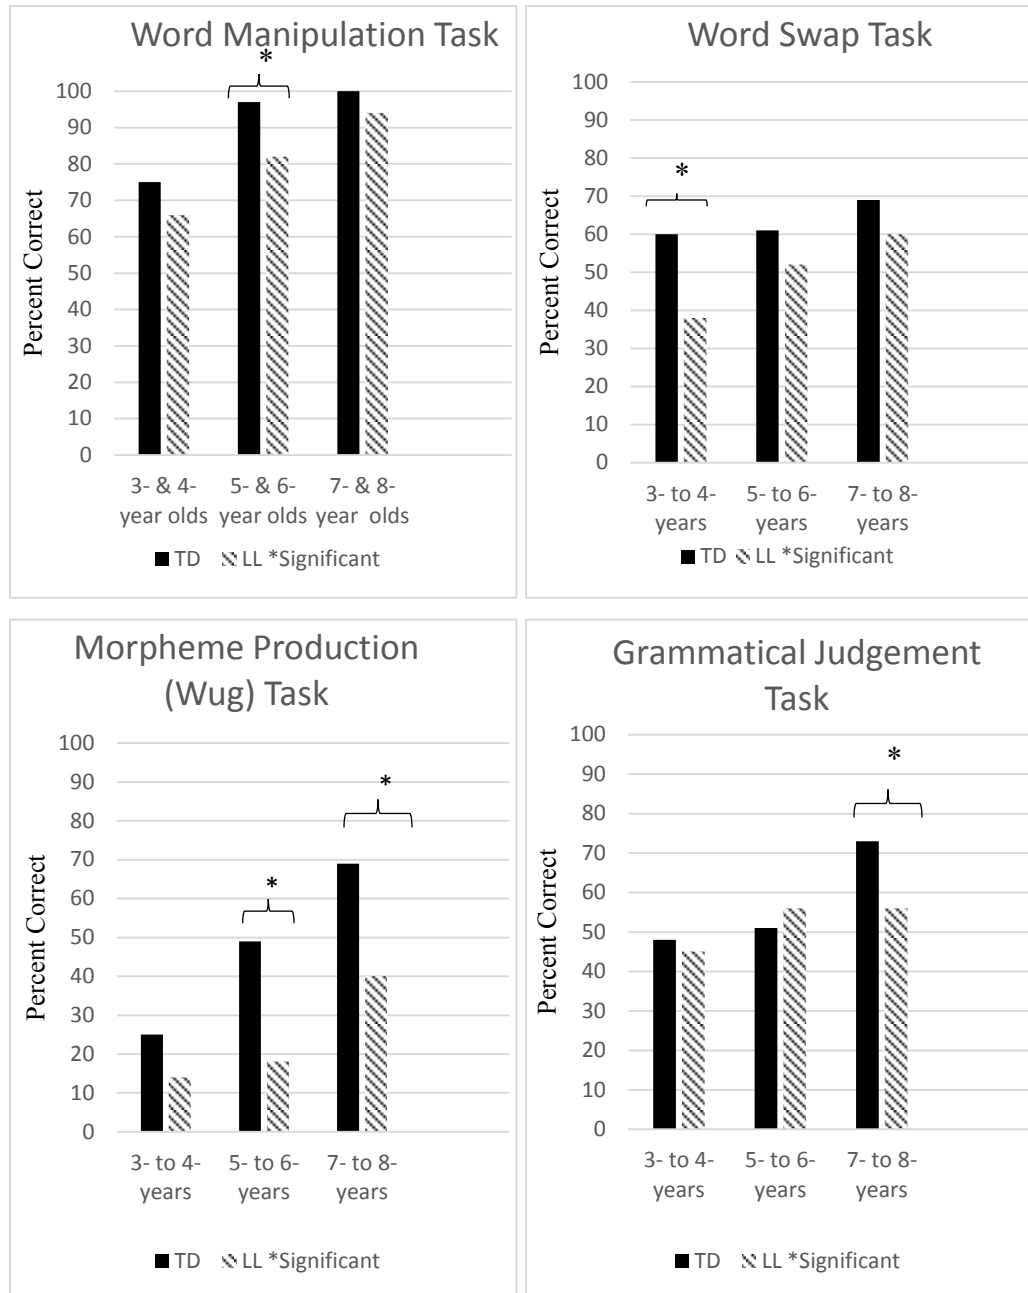 Word Manipulation Task
*
Percent Correct
100
90
80
70
60
50
40
30
20
10
0
3- & 4- 5- & 6- 7- & 8-
year olds year olds year olds
TD LL *Significant
Word Swap Task
*
Percent Correct
100
90
80
70
60
50
40
30
20
10
0
3- to 4- 5- to 6- 7- to 8-
years years years
TD LL *Significant
Morpheme Production
(Wug) Task
*
*
Percent Correct
100
90
80
70
60
50
40
30
20
10
0
3- to 4- 5- to 6- 7- to 8-
years years years
TD LL *Significant
Grammatical Judgement
Task
*
Percent Correct
100
90
80
70
60
50
40
30
20
10
0
3- to 4- 5- to 6- 7- to 8-
years years years
TD LL *Significant